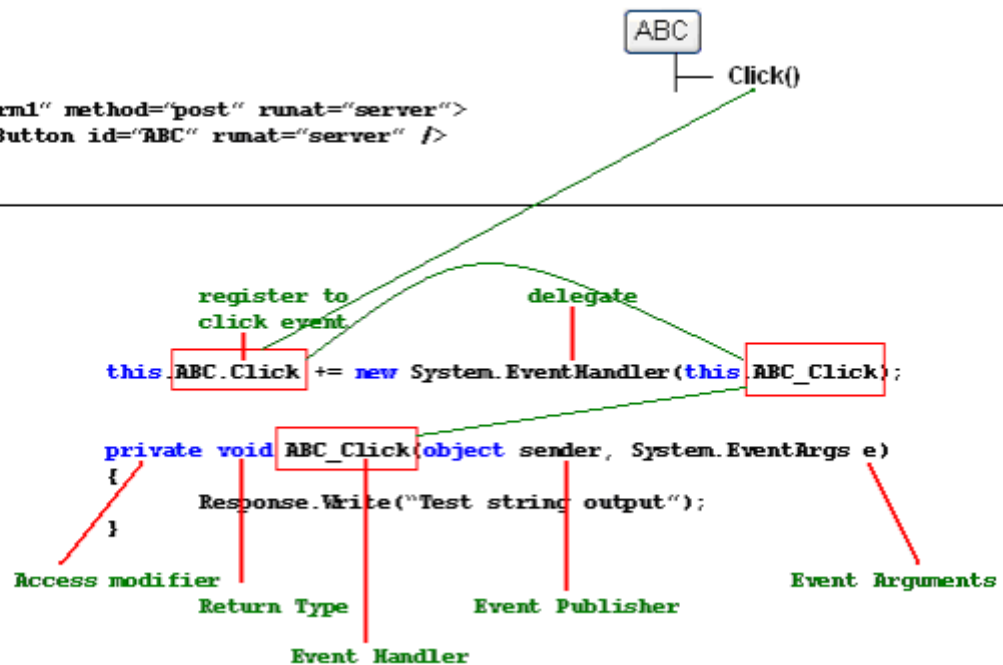 ABC
Click()
rm1" method="post" runat="server">
Button id="ABC" runat="server" />
register to
click event
delegate
this.ABC.Click += new System.EventHandler(this.ABC_Click);
private void ABC_Click(object sender, System.EventArgs e)
{
Response.Write("Test string output");
}
Access modifier
Return Type
Event Handler
Event Publisher
Event Arguments